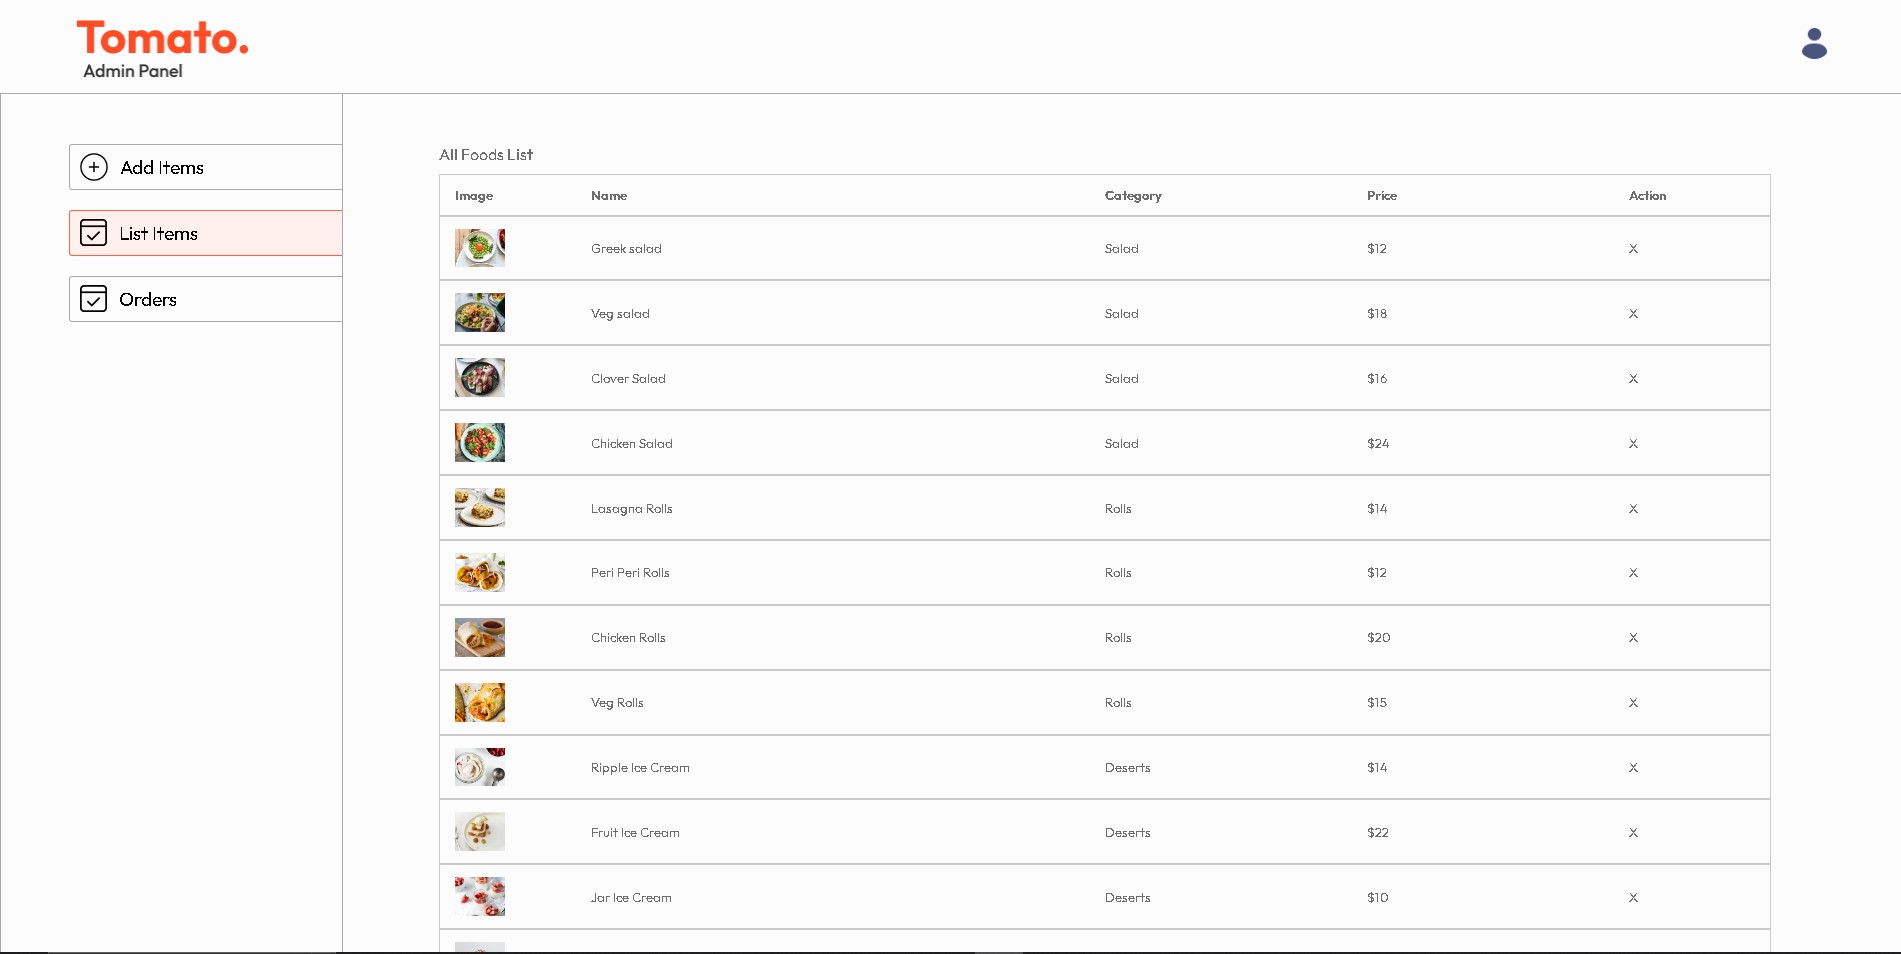 Tomato.
Admin Panel
Add Items
List Items
Orders
All Foods List
Image Name Category Price Action
Greek salad Salad $12 X
Veg salad Salad $18 X
Clover Salad Salad $16 X
Chicken Salad Salad $24 X
Lasagna Rolls Rolls $14 X
Peri Peri Rolls Rolls $12 X
Chicken Rolls Rolls $20 X
Veg Rolls Rolls $15 X
Ripple Ice Cream Deserts $14 X
Fruit Ice Cream Deserts $22 X
Jar Ice Cream Deserts $10 X